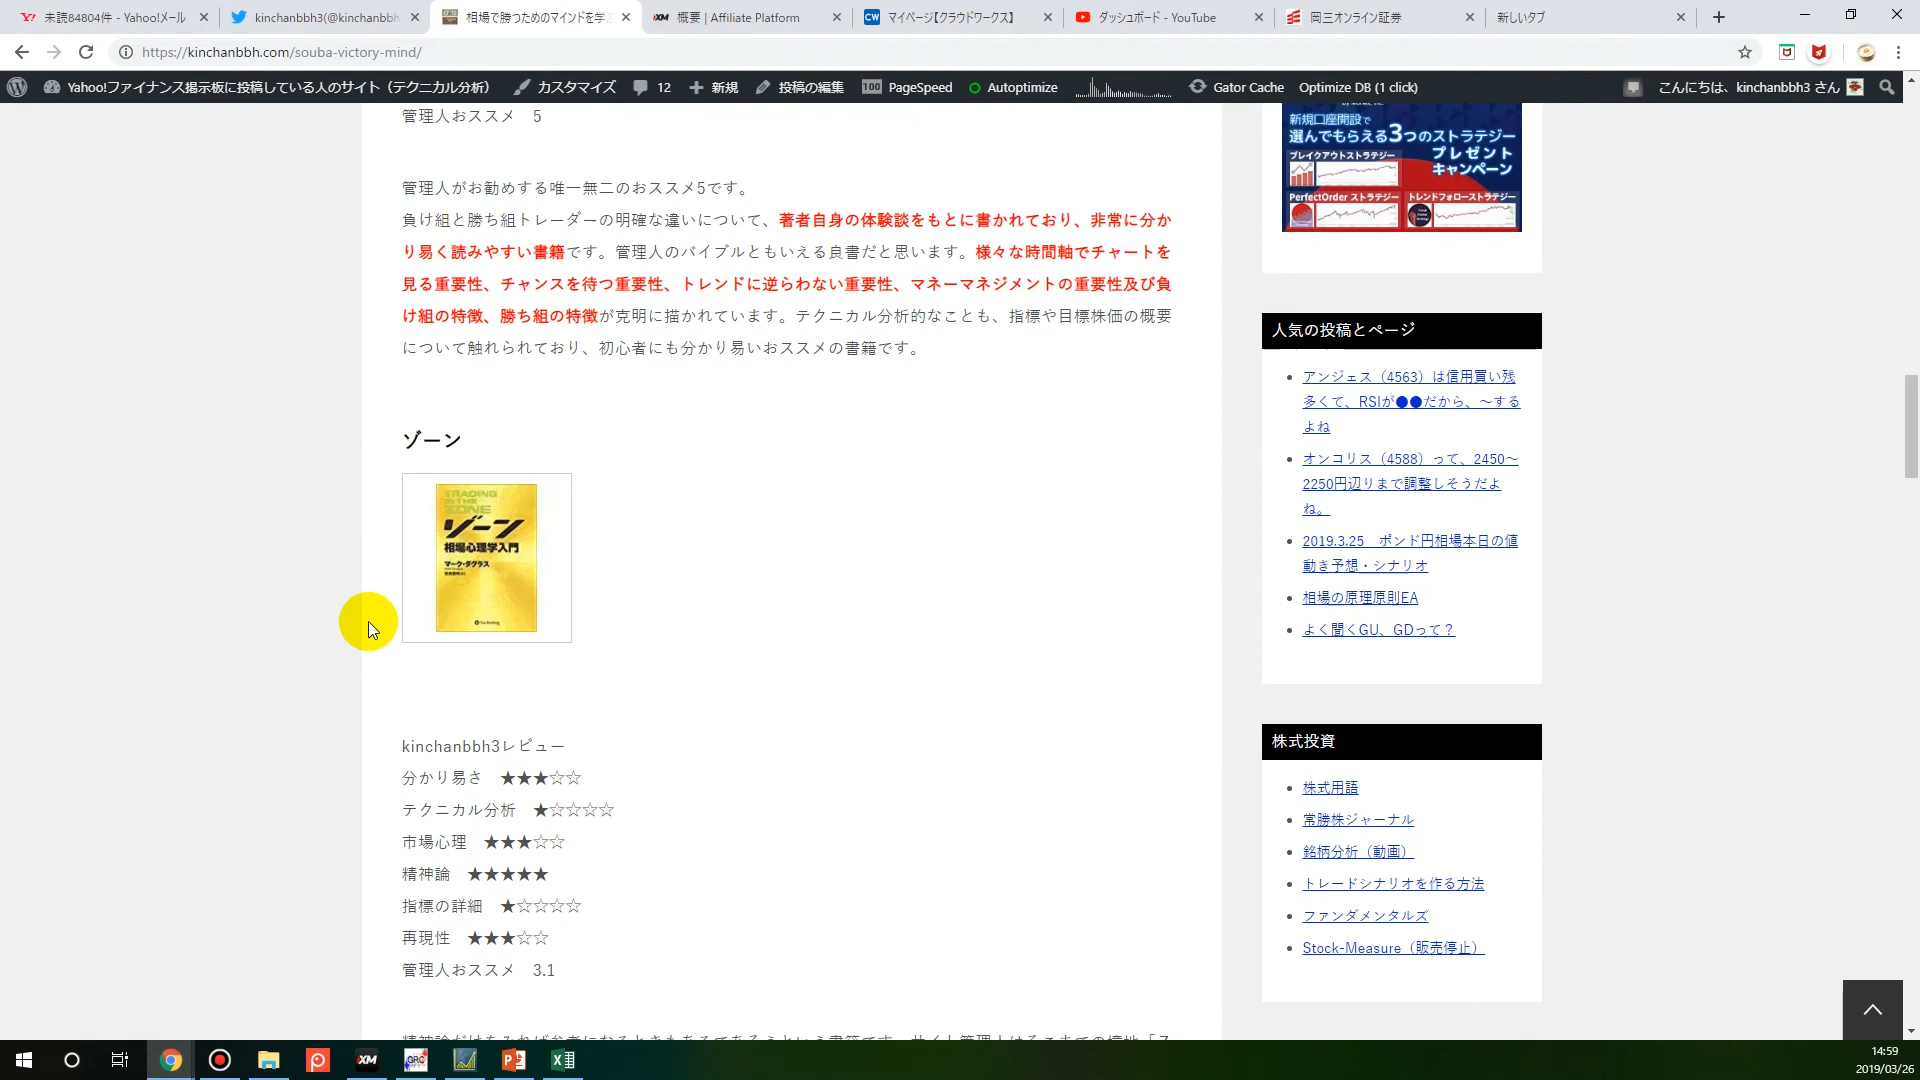 未読84804件 - Yahoo!メール
kinchanbbh3(@kinchanbbh
相場で勝つためのマインドを学ぶ
XM 概要 | Affiliate Platform
CW マイページ【クラウドワークス】
ダッシュボード - YouTube
岡三オンライン証券
新しいタブ
https://kinchanbbh.com/souba-victory-mind/
Yahoo!ファイナンス掲示板に投稿している人のサイト（テクニカル分析） カスタマイズ 12 新規 投稿の編集 100 PageSpeed Autoptimize Gator Cache Optimize DB (1 click) こんにちは、kinchanbbh3 さん
管理人おススメ　5
管理人がお勧めする唯一無二のおススメ5です。
負け組と勝ち組トレーダーの明確な違いについて、著者自身の体験談をもとに書かれており、非常に分か
り易く読みやすい書籍です。管理人のバイブルともいえる良書だと思います。様々な時間軸でチャートを
見る重要性、チャンスを待つ重要性、トレンドに逆らわない重要性、マネーマネジメントの重要性及び負
け組の特徴、勝ち組の特徴が克明に描かれています。テクニカル分析的なことも、指標や目標株価の概要
について触れられており、初心者にも分かり易いおススメの書籍です。
ゾーン
TRADING
IN THE
ZONE
ゾーン
相場心理学入門
マーク・ダグラス
kinchanbbh3レビュー
分かり易さ　★★★☆☆
テクニカル分析　★☆☆☆☆
市場心理　★★★☆☆
精神論　★★★★★
指標の詳細　★☆☆☆☆
再現性　★★★☆☆
管理人おススメ　3.1
新規口座開設で
選んでもらえる3つのストラテジー
プレゼント
キャンペーン
ブレイクアウトストラテジー
PerfectOrder ストラテジー
トレンドフォローストラテジー
人気の投稿とページ
アンジェス（4563）は信用買い残
多くて、RSIが●●だから、～する
よね
オンコリス（4588）って、2450～
2250円辺りまで調整しそうだよ
ね。
2019.3.25　ポンド円相場本日の値
動き予想・シナリオ
相場の原理原則EA
よく聞くGU、GDって？
株式投資
株式用語
常勝株ジャーナル
銘柄分析（動画）
トレードシナリオを作る方法
ファンダメンタルズ
Stock-Measure（販売停止）
XM
GRC
14:59
2019/03/26